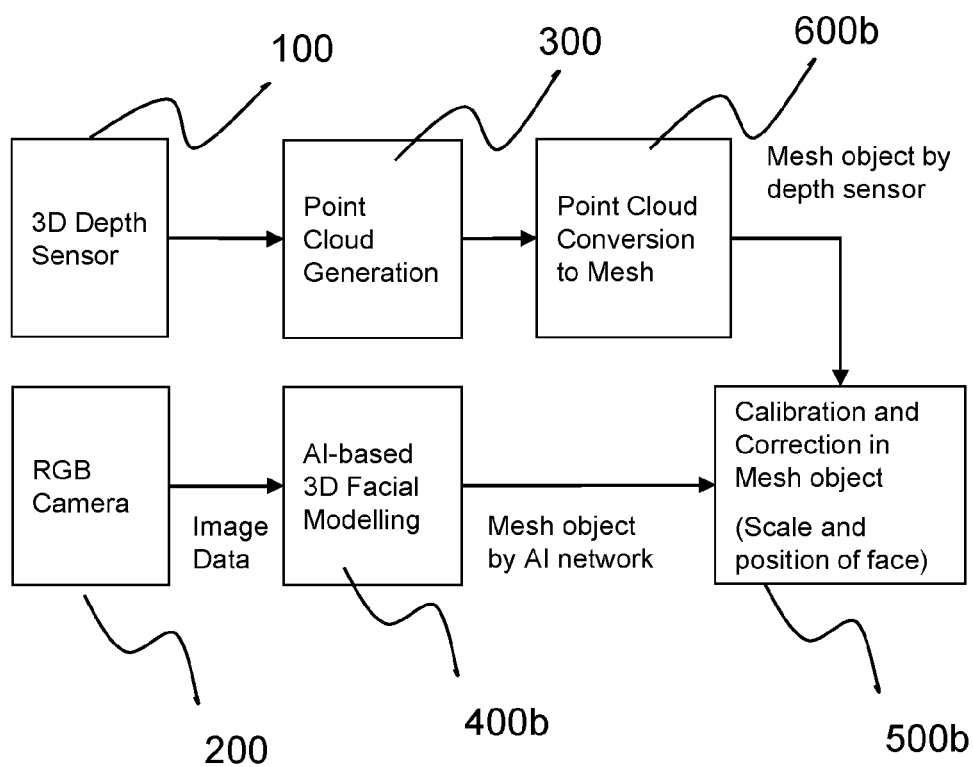 100
300
600b
3D Depth
Sensor
Point
Cloud
Generation
Point Cloud
Conversion
to Mesh
Mesh object by
depth sensor
RGB
Camera
Image
Data
AI-based
3D Facial
Modelling
Mesh object
by AI network
Calibration and
Correction in
Mesh object
(Scale and
position of face)
200
400b
500b